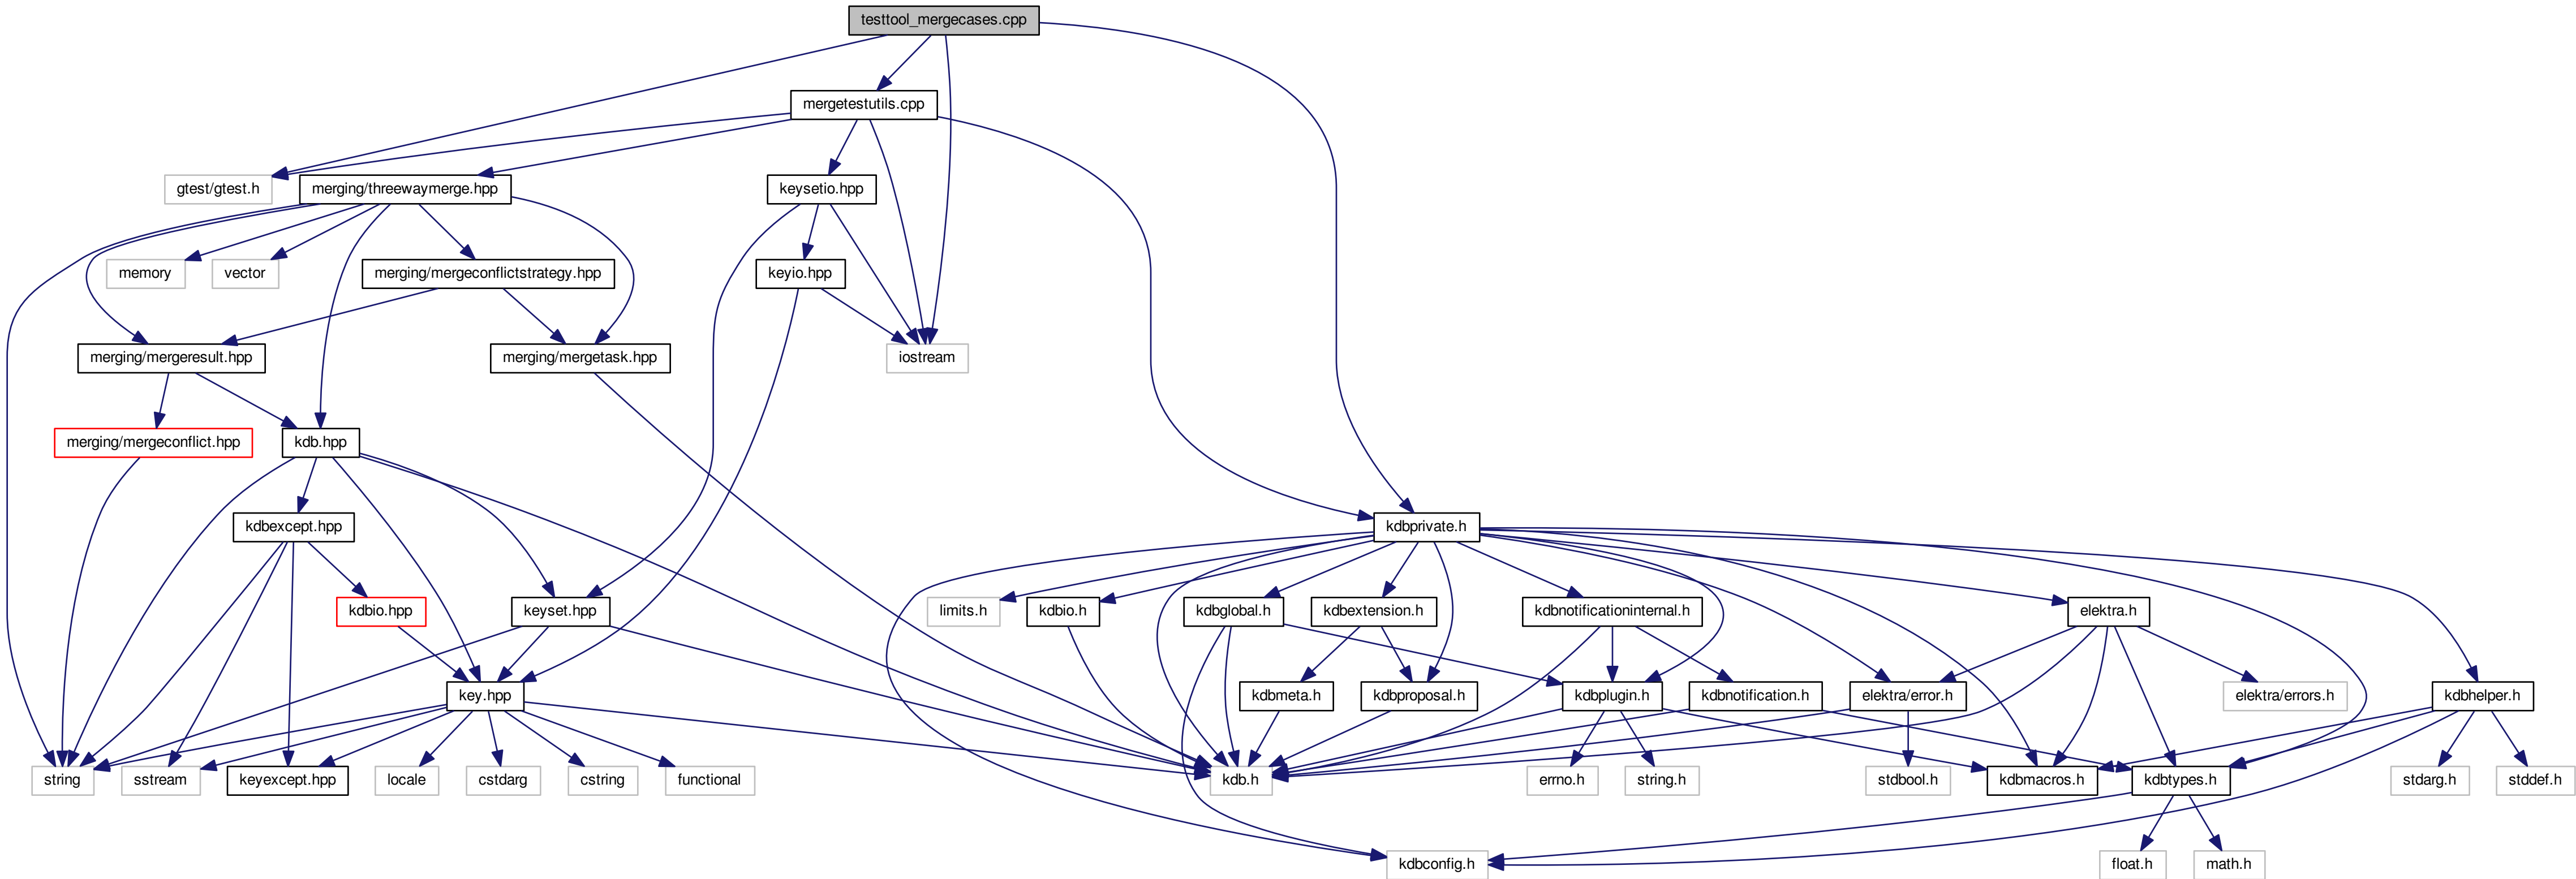 testtool_mergecases.cpp
mergetestutils.cpp
gtest/gtest.h
merging/threewaymerge.hpp
keysetio.hpp
memory
vector
merging/mergeconflictstrategy.hpp
keyio.hpp
merging/mergeresult.hpp
merging/mergetask.hpp
iostream
merging/mergeconflict.hpp
kdb.hpp
kdbexcept.hpp
kdbprivate.h
kdbio.hpp
keyset.hpp
limits.h
kdbio.h
kdbglobal.h
kdbextension.h
kdbnotificationinternal.h
elektra.h
key.hpp
kdbmeta.h
kdbproposal.h
kdbplugin.h
kdbnotification.h
elektra/error.h
elektra/errors.h
kdbhelper.h
string
sstream
keyexcept.hpp
locale
cstdarg
cstring
functional
kdb.h
errno.h
string.h
stdbool.h
kdbmacros.h
kdbtypes.h
stdarg.h
stddef.h
kdbconfig.h
float.h
math.h